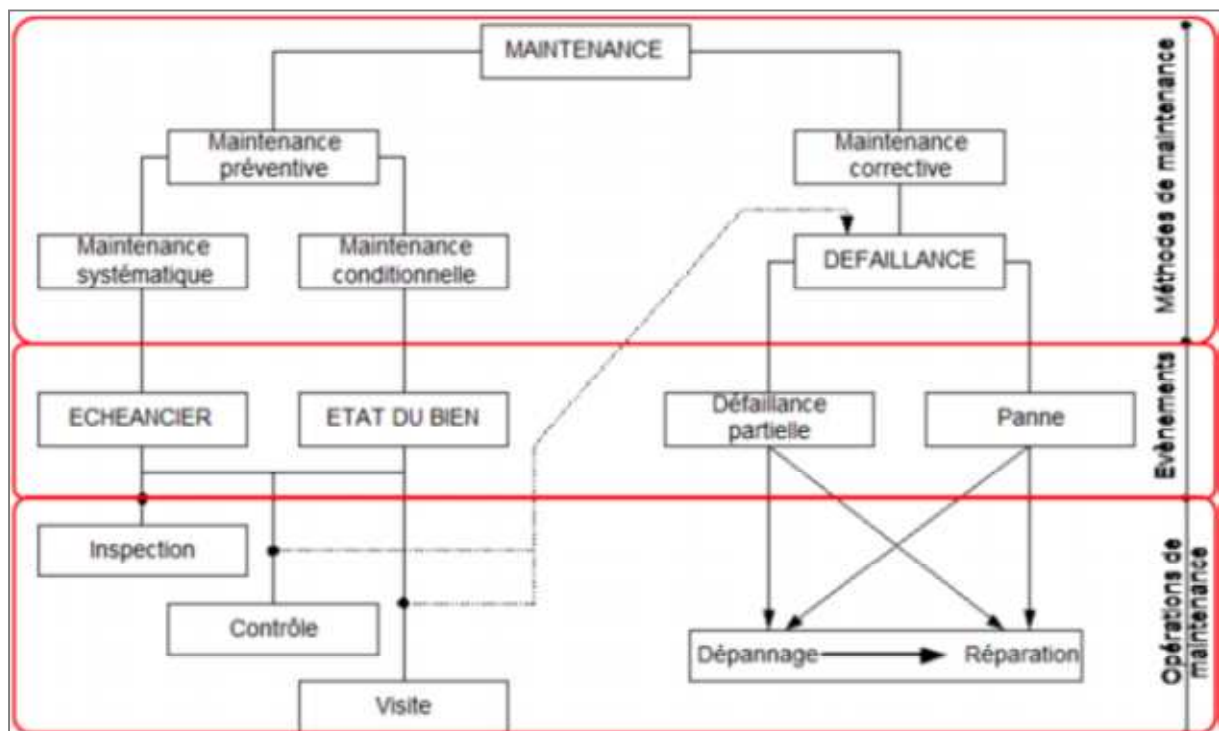 MAINTENANCE
Maintenance
préventive
Maintenance
corrective
Maintenance
systématique
Maintenance
conditionnelle
DEFAILLANCE
Méthodes de maintenance
ECHEANCIER
ETAT DU BIEN
Défaillance
partielle
Panne
Evènements
Inspection
Contrôle
Visite
Dépannage
Réparation
Opérations de
maintenance